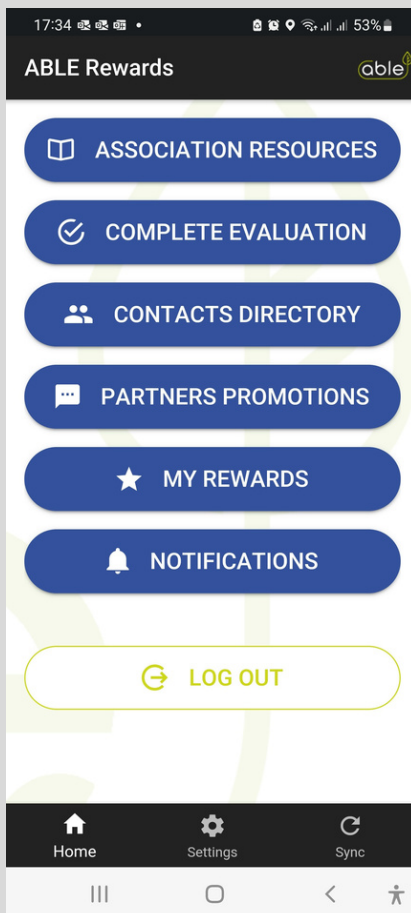 17:34 53%
ABLE Rewards able
ASSOCIATION RESOURCES
COMPLETE EVALUATION
CONTACTS DIRECTORY
PARTNERS PROMOTIONS
MY REWARDS
NOTIFICATIONS
LOG OUT
Home Settings Sync